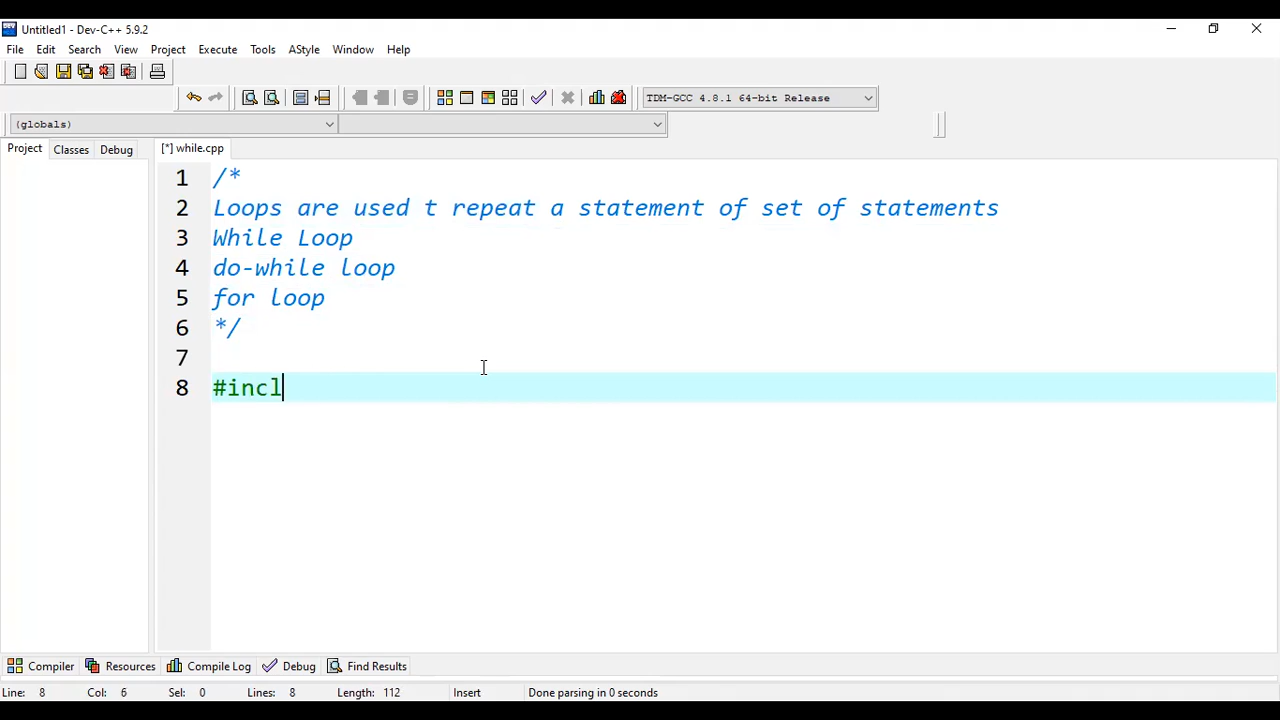 Untitled1 - Dev-C++ 5.9.2
File Edit Search View Project Execute Tools AStyle Window Help
TDM-GCC 4.8.1 64-bit Release
(globals)
Project Classes Debug [*] while.cpp
1 /*
2 Loops are used t repeat a statement of set of statements
3 While Loop
4 do-while loop
5 for loop
6 */
7
8 #incl
Compiler Resources Compile Log Debug Find Results
Line: 8 Col: 6 Sel: 0 Lines: 8 Length: 112 Insert Done parsing in 0 seconds